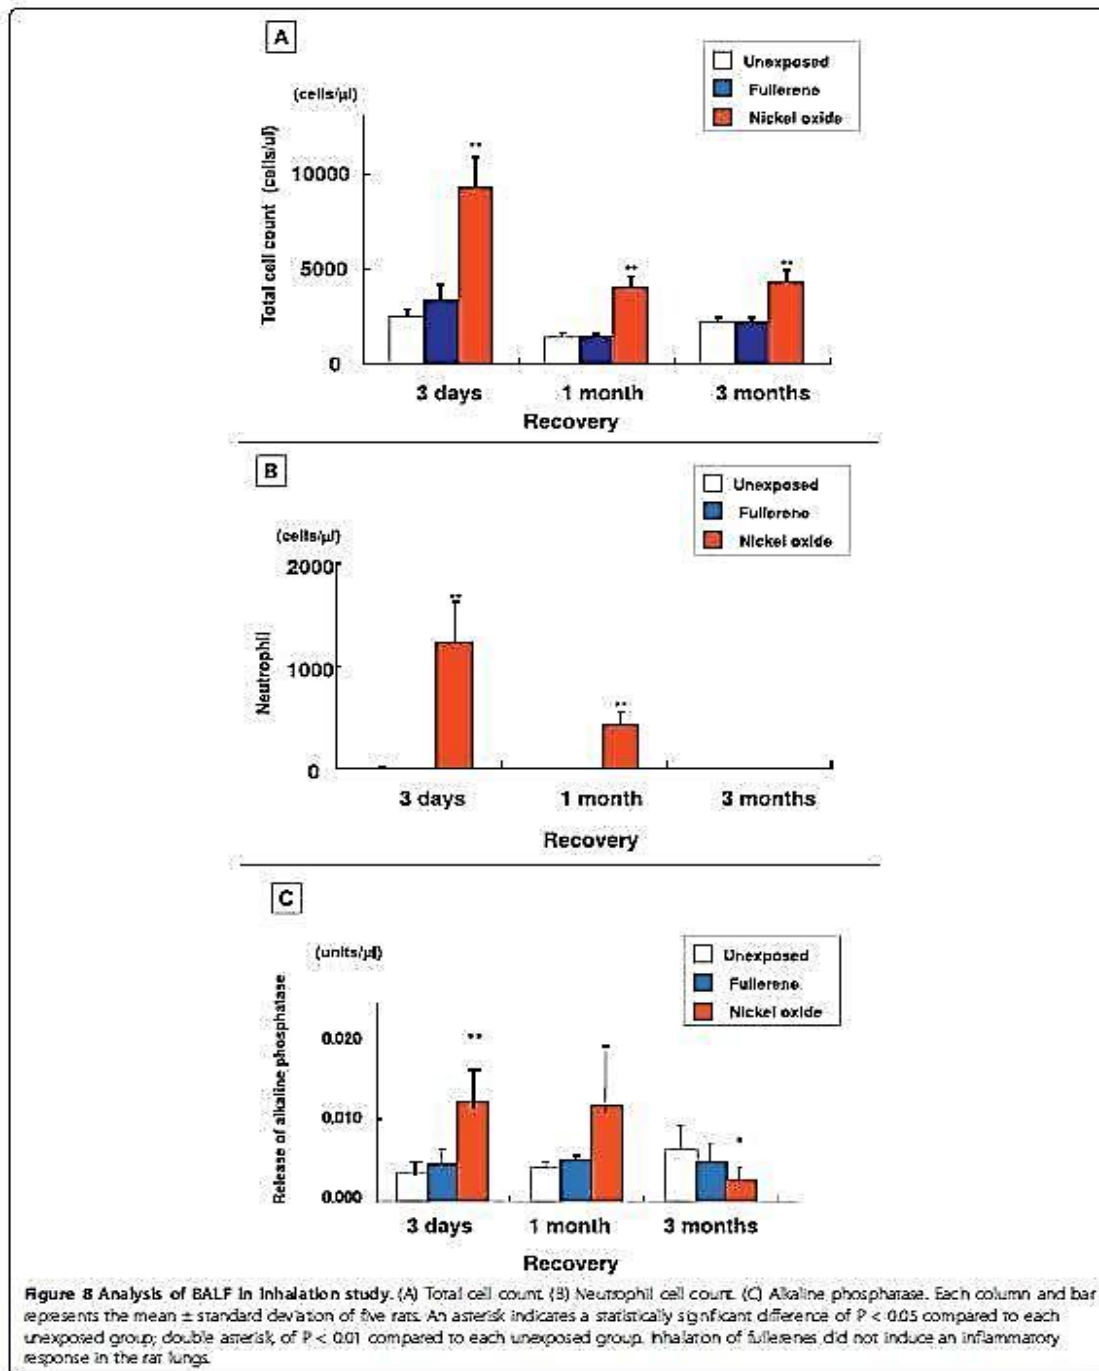 A
Unexposed
Fullerene
Nickel oxide
(cells/µl)
Total cell count (cells/ul)
10000
5000
0
**
**
**
3 days
1 month
3 months
Recovery
B
Unexposed
Fullerene
Nickel oxide
(cells/µl)
Neutrophil
2000
1000
0
**
**
3 days
1 month
3 months
Recovery
C
Unexposed
Fullerene
Nickel oxide
(units/µl)
Release of alkaline phosphatase
0.020
0.010
0.000
**
*
3 days
1 month
3 months
Recovery
Figure 8 Analysis of BALF in inhalation study. (A) Total cell count. (B) Neutrophil cell count. (C) Alkaline phosphatase. Each column and bar
represents the mean ± standard deviation of five rats. An asterisk indicates a statistically significant difference of P < 0.05 compared to each
unexposed group; double asterisk, of P < 0.01 compared to each unexposed group. Inhalation of fullerenes did not induce an inflammatory
response in the rat lungs.